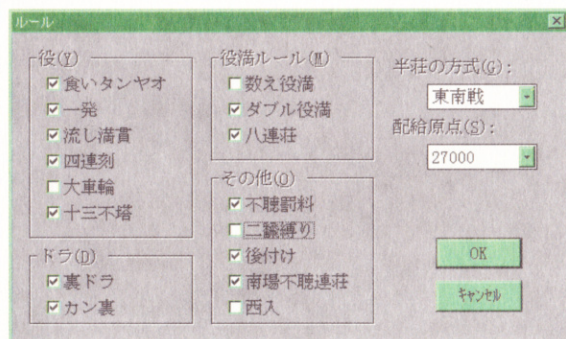 ルール
役(Y)
食いタンヤオ
一発
流し満貫
四連刻
大車輪
十三不塔
ドラ(D)
裏ドラ
カン裏
役満ルール(M)
数え役満
ダブル役満
八連荘
その他(O)
不聴罰料
二飜縛り
後付け
南場不聴連荘
西入
半荘の方式(G):
東南戦
配給原点(S):
27000
OK
キャンセル